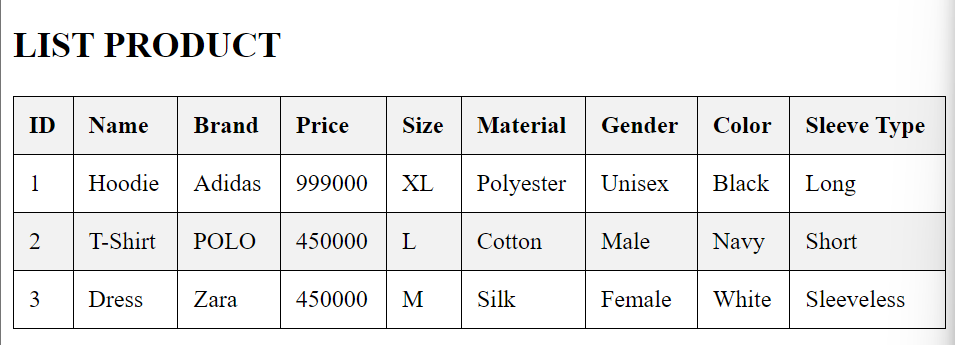 LIST PRODUCT
ID Name Brand Price Size Material Gender Color Sleeve Type
1 Hoodie Adidas 999000 XL Polyester Unisex Black Long
2 T-Shirt POLO 450000 L Cotton Male Navy Short
3 Dress Zara 450000 M Silk Female White Sleeveless